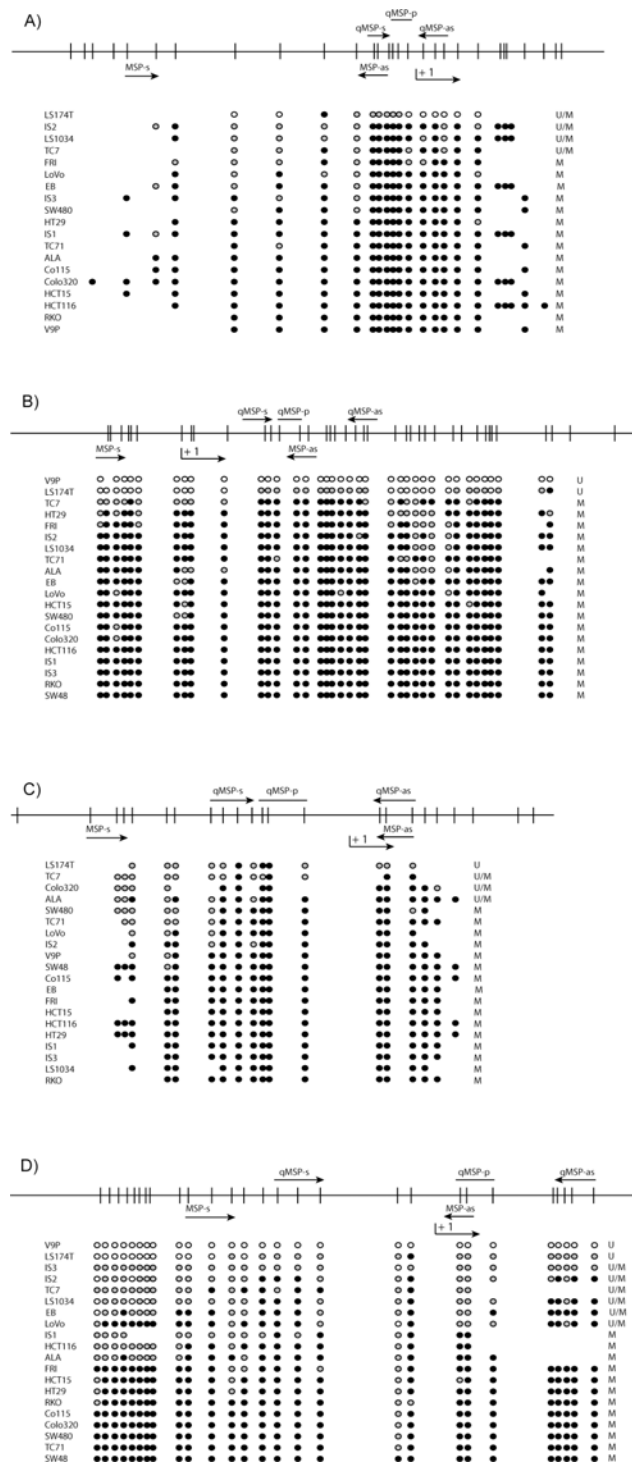 A)
qMSP-p
qMSP-s qMSP-as
MSP-s MSP-as +1
LS174T U/M
IS2 U/M
LS1034 U/M
TC7 U/M
FRI M
LoVo M
EB M
IS3 M
SW480 M
HT29 M
IS1 M
TC71 M
ALA M
Co115 M
Colo320 M
HCT15 M
HCT116 M
RKO M
V9P M
B)
qMSP-s qMSP-p qMSP-as
MSP-s +1 MSP-as
V9P U
LS174T U
TC7 M
HT29 M
FRI M
IS2 M
LS1034 M
TC71 M
ALA M
EB M
LoVo M
HCT15 M
SW480 M
Co115 M
Colo320 M
HCT116 M
IS1 M
IS3 M
RKO M
SW48 M
C)
qMSP-s qMSP-p qMSP-as
MSP-s MSP-as
+1
LS174T U
TC7 U/M
Colo320 U/M
ALA U/M
SW480 M
TC71 M
LoVo M
IS2 M
V9P M
SW48 M
Co115 M
EB M
FRI M
HCT15 M
HCT116 M
HT29 M
IS1 M
IS3 M
LS1034 M
RKO M
D)
qMSP-s qMSP-p qMSP-as
MSP-s MSP-as
+1
V9P U
LS174T U
IS3 U/M
IS2 U/M
TC7 U/M
LS1034 U/M
EB U/M
LoVo U/M
IS1 M
HCT116 M
ALA M
FRI M
HCT15 M
HT29 M
RKO M
Co115 M
Colo320 M
SW480 M
TC71 M
SW48 M